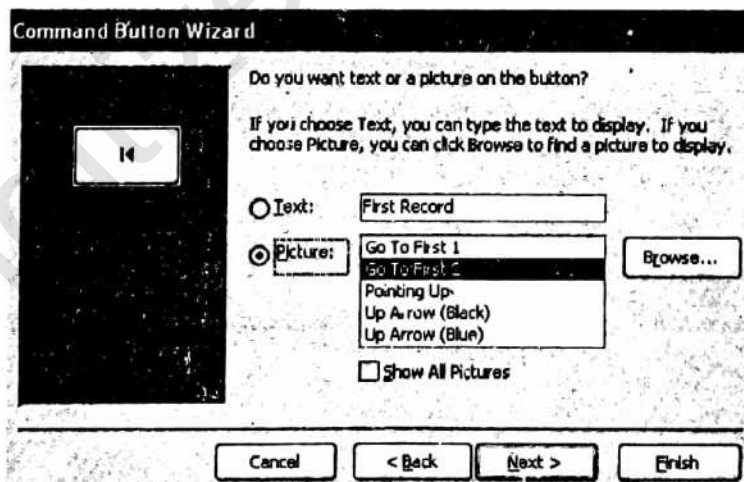 Command Button Wizard
Do you want text or a picture on the button?
If you choose Text, you can type the text to display. If you
choose Picture, you can click Browse to find a picture to display.
Text:
First Record
Picture:
Go To First 1
Go To First 2
Pointing Up
Up Arrow (Black)
Up Arrow (Blue)
Browse...
Show All Pictures
Cancel
< Back
Next >
Finish